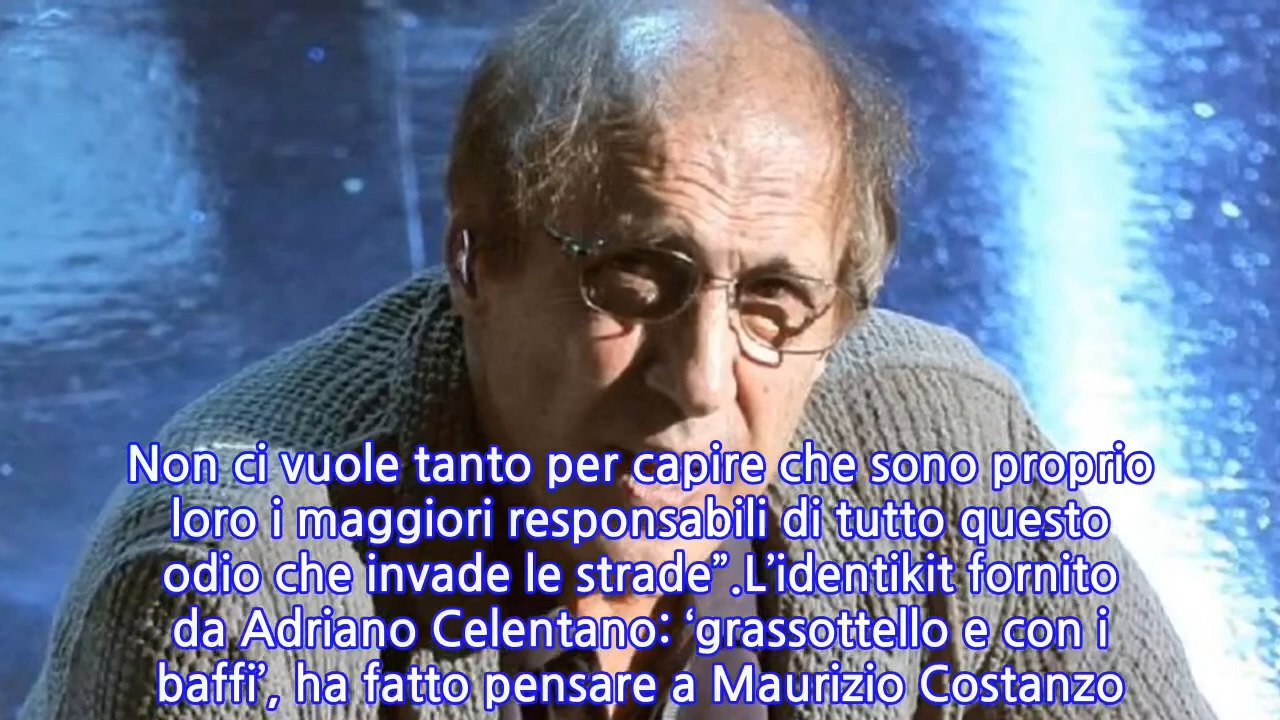 Non ci vuole tanto per capire che sono proprio
loro i maggiori responsabili di tutto questo
odio che invade le strade”.L’identikit fornito
da Adriano Celentano: ‘grassottello e con i
baffi’, ha fatto pensare a Maurizio Costanzo